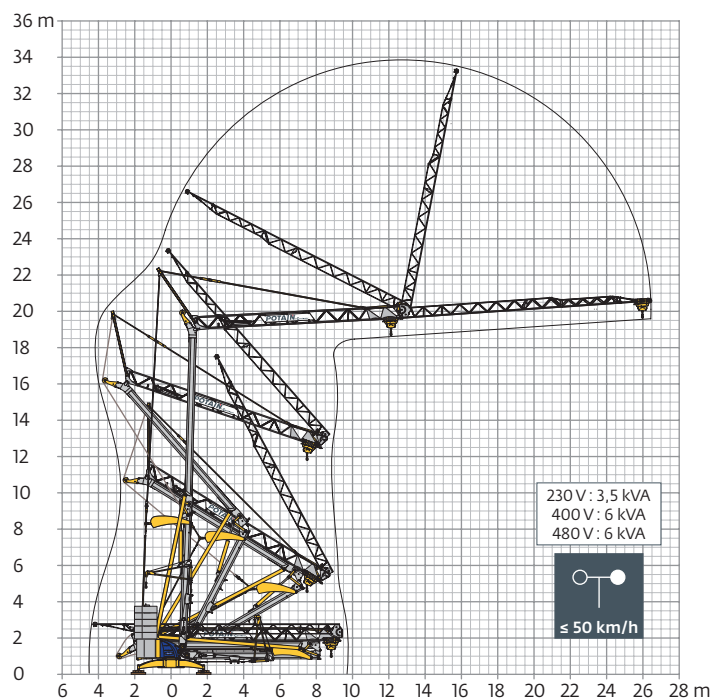 36 m
34
32
30
28
26
24
22
20
18
16
14
12
10
8
6
4
2
0
POTAIN
POTAIN
230 V : 3,5 kVA
400 V : 6 kVA
480 V : 6 kVA
≤ 50 km/h
6 4 2 0 2 4 6 8 10 12 14 16 18 20 22 24 26 28 m